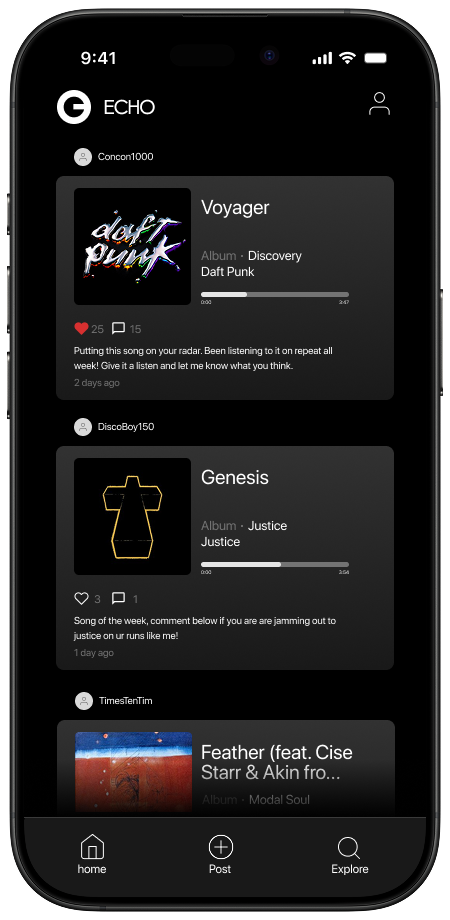 9:41
ECHO
Concon1000
daft
punk
Voyager
Album · Discovery
Daft Punk
0:00 3:47
25 15
Putting this song on your radar. Been listening to it on repeat all
week! Give it a listen and let me know what you think.
2 days ago
DiscoBoy150
Genesis
Album · Justice
Justice
0:00 3:54
3 1
Song of the week, comment below if you are are jamming out to
justice on ur runs like me!
1 day ago
TimesTenTim
Feather (feat. Cise
Starr & Akin fro...
Album · Modal Soul
home Post Explore